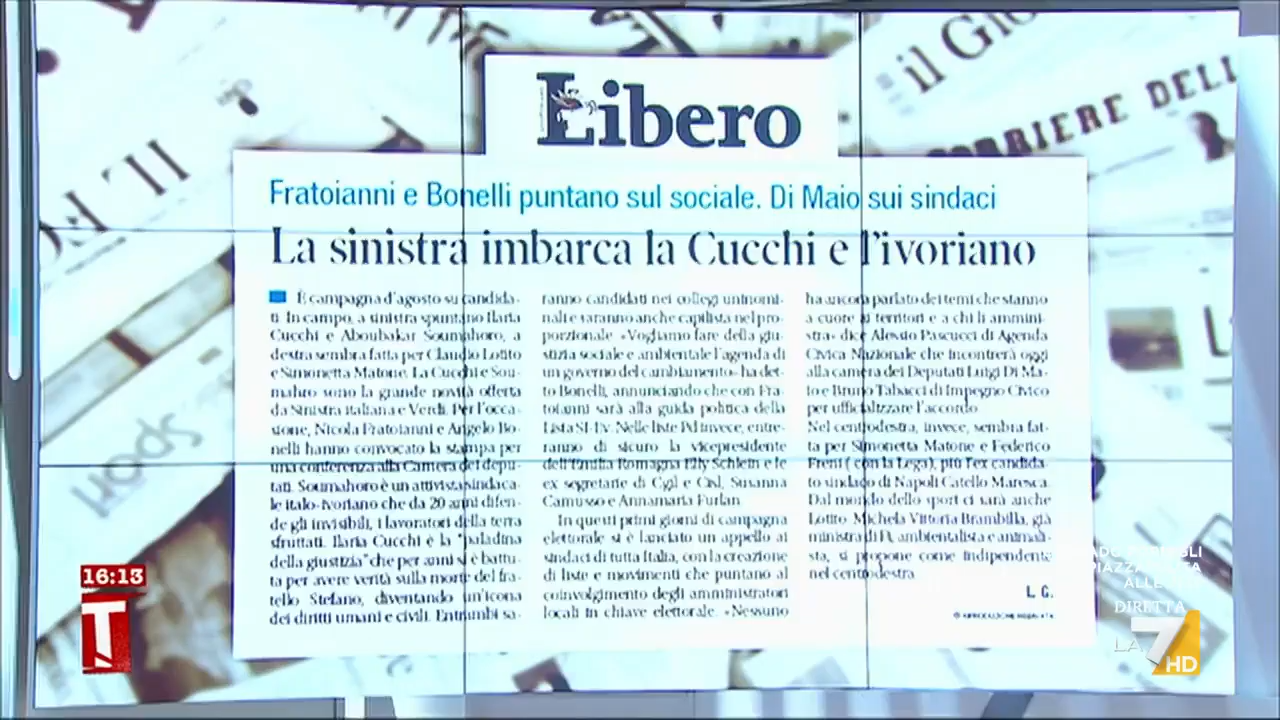 il Gio
CORRIERE DELL
Libero
Fratoianni e Bonelli puntano sul sociale. Di Maio sui sindaci
La sinistra imbarca la Cucchi e l'ivoriano
È campagna d'agosto su candida-
ti. In campo, a sinistra spuntano Ilaria
Cucchi e Aboubakar Soumahoro, a
destra sembra fatta per Claudio Lotito
e Simonetta Matone. La Cucchi e Sou-
mahro sono la grande novità offerta
da Sinistra italiana e Verdi. Per l'occa-
sione, Nicola Fratoianni e Angelo Bo-
nelli hanno convocato la stampa per
una conferenza alla Camera dei depu-
tati. Soumahoro è un attivista sindaca-
le italo-ivoriano che da 20 anni difen-
de gli invisibili, i lavoratori della terra
sfruttati. Ilaria Cucchi è la "paladina
della giustizia" che per anni si è battu-
ta per avere verità sulla morte del fra-
tello Stefano, diventando un'icona
dei diritti umani e civili. Entrambi sa-
ranno candidati nei collegi uninomi-
nali e saranno anche capilista nel pro-
porzionale «Vogliamo fare della giu-
stizia sociale e ambientale l'agenda di
un governo del cambiamento» ha det-
to Bonelli, annunciando che con Fra-
toianni sarà alla guida politica della
Lista SI-Ev. Nelle liste Pd invece, entre-
ranno di sicuro la vicepresidente
dell'Emilia Romagna Elly Schlein e le
ex segretarie di Cgil e Cisl, Susanna
Camusso e Annamaria Furlan
In questi primi giorni di campagna
elettorale si è lanciato un appello ai
sindaci di tutta Italia, con la creazione
di liste e movimenti che puntano al
coinvolgimento degli amministratori
locali in chiave elettorale. «Nessuno
ha ancora parlato dei temi che stanno
a cuore ai territori e a chi li ammini-
stra» dice Alessio Pascucci di Agenda
Civica Nazionale che incontrerà oggi
alla camera dei Deputati Luigi Di Ma-
io e Bruno Tabacci di Impegno Civico
per ufficializzare l'accordo
Nel centrodestra, invece, sembra fat-
ta per Simonetta Matone e Federico
Freni (con la Lega), più l'ex candida-
to sindaco di Napoli Catello Maresca.
Dal mondo dello sport ci sarà anche
Lotito. Michela Vittoria Brambilla, già
ministra di FI, ambientalista e animali-
sta, si propone come indipendente
nel centrodestra
L. G.
© RIPRODUZIONE RISERVATA
16:13
T
ALLE
DIRETTA
LA7
HD